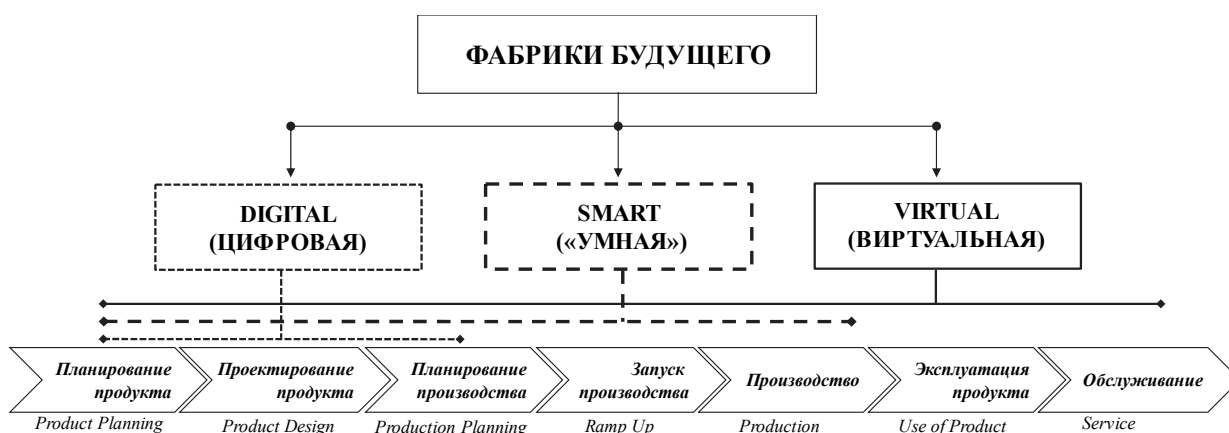 ФАБРИКИ БУДУЩЕГО
DIGITAL
(ЦИФРОВАЯ)
SMART
(«УМНАЯ»)
VIRTUAL
(ВИРТУАЛЬНАЯ)
Планирование
продукта
Проектирование
продукта
Планирование
производства
Запуск
производства
Производство
Эксплуатация
продукта
Обслуживание
Product Planning
Product Design
Production Planning
Ramp Up
Production
Use of Product
Service